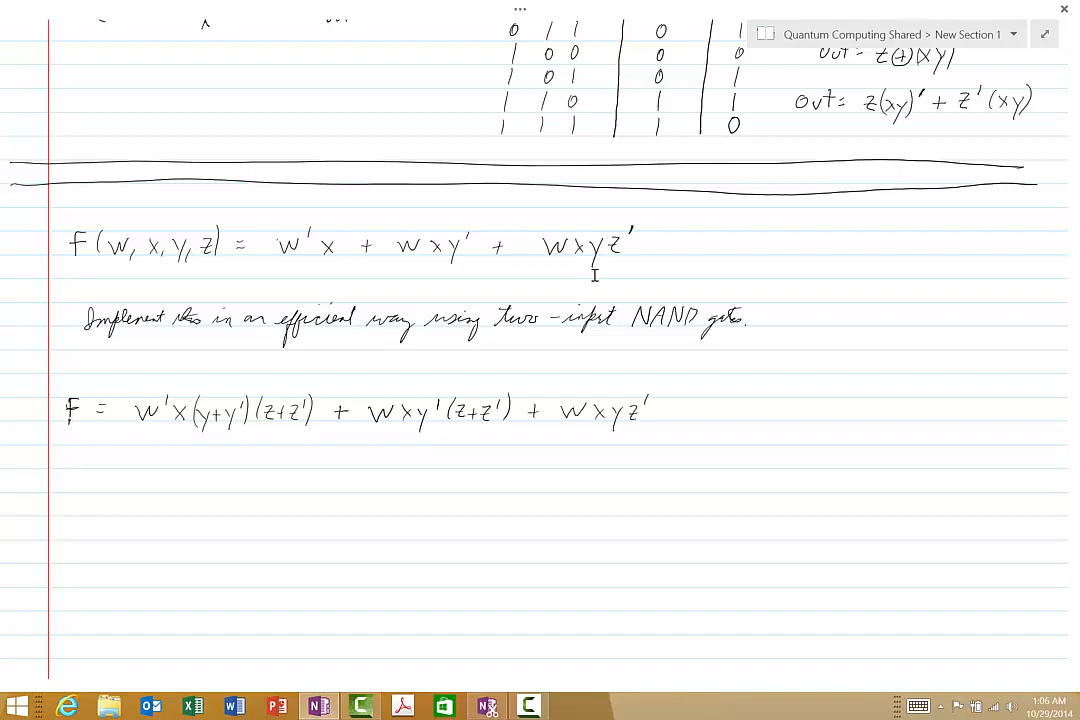 Quantum Computing Shared > New Section 1
0 1 1 0 1
1 0 0 0 0 out = z⊕(xy)
1 0 1 0 1
1 1 0 1 1 out = z(xy)' + z'(xy)
1 1 1 1 0
F(w, x, y, z) = w'x + wxy' + wxyz'
Implement this in an efficient way using two-input NAND gates.
F = w'x(y+y')(z+z') + wxy'(z+z') + wxyz'
1:06 AM
10/29/2014